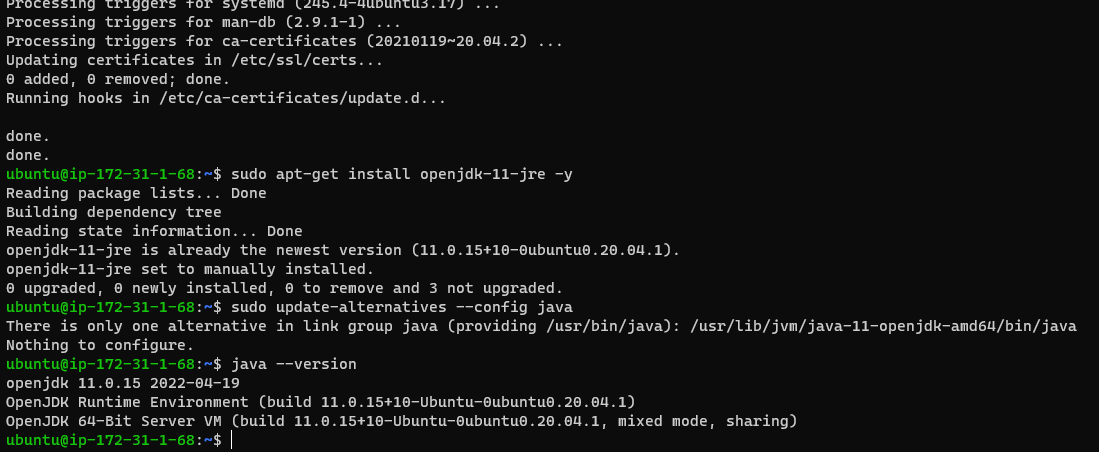 Processing triggers for systemd (245.4-4ubuntu3.17) ...
Processing triggers for man-db (2.9.1-1) ...
Processing triggers for ca-certificates (20210119~20.04.2) ...
Updating certificates in /etc/ssl/certs...
0 added, 0 removed; done.
Running hooks in /etc/ca-certificates/update.d...
done.
done.
ubuntu@ip-172-31-1-68:~$ sudo apt-get install openjdk-11-jre -y
Reading package lists... Done
Building dependency tree
Reading state information... Done
openjdk-11-jre is already the newest version (11.0.15+10-0ubuntu0.20.04.1).
openjdk-11-jre set to manually installed.
0 upgraded, 0 newly installed, 0 to remove and 3 not upgraded.
ubuntu@ip-172-31-1-68:~$ sudo update-alternatives --config java
There is only one alternative in link group java (providing /usr/bin/java): /usr/lib/jvm/java-11-openjdk-amd64/bin/java
Nothing to configure.
ubuntu@ip-172-31-1-68:~$ java --version
openjdk 11.0.15 2022-04-19
OpenJDK Runtime Environment (build 11.0.15+10-Ubuntu-0ubuntu0.20.04.1)
OpenJDK 64-Bit Server VM (build 11.0.15+10-Ubuntu-0ubuntu0.20.04.1, mixed mode, sharing)
ubuntu@ip-172-31-1-68:~$